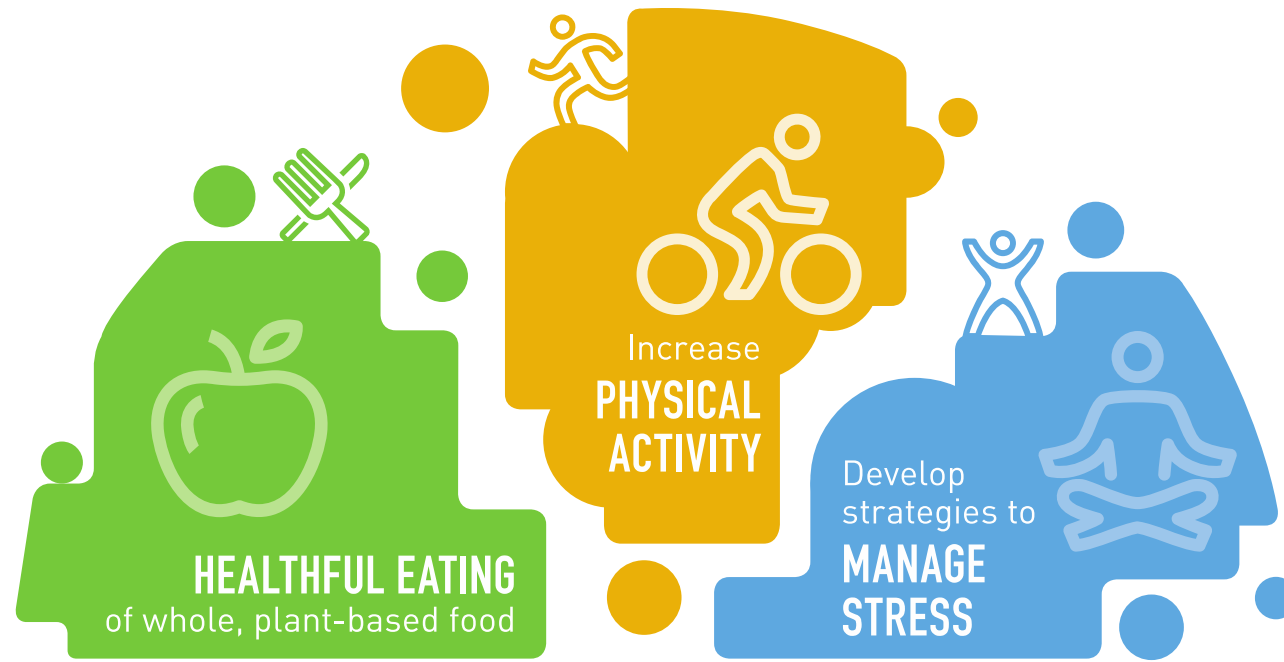 HEALTHFUL EATING
of whole, plant-based food
Increase
PHYSICAL
ACTIVITY
Develop
strategies to
MANAGE
STRESS